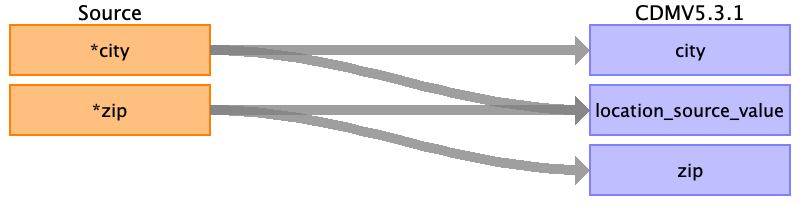 Source CDMV5.3.1
*city city
*zip location_source_value
zip